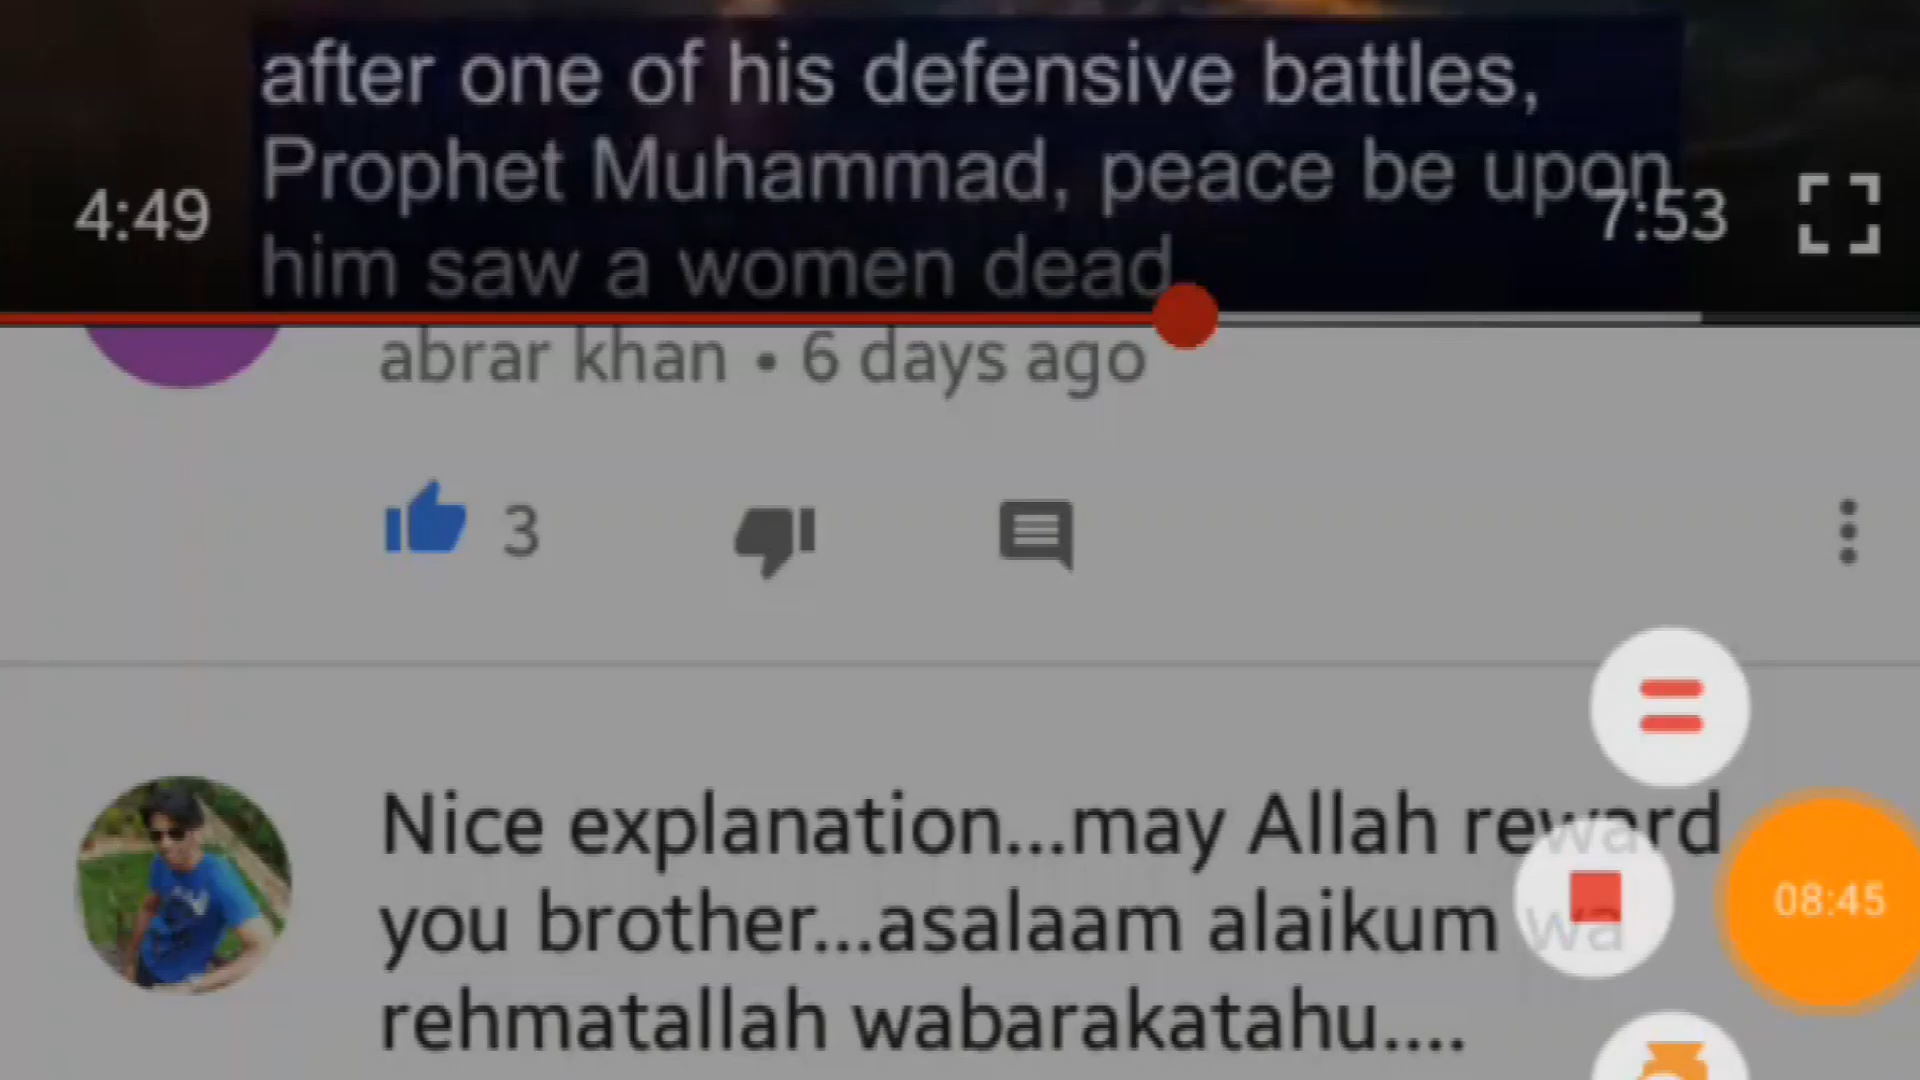 after one of his defensive battles,
Prophet Muhammad, peace be upon
him saw a women dead
4:49
7:53
abrar khan • 6 days ago
3
Nice explanation...may Allah reward
you brother...asalaam alaikum wa
rehmatallah wabarakatahu....
08:45